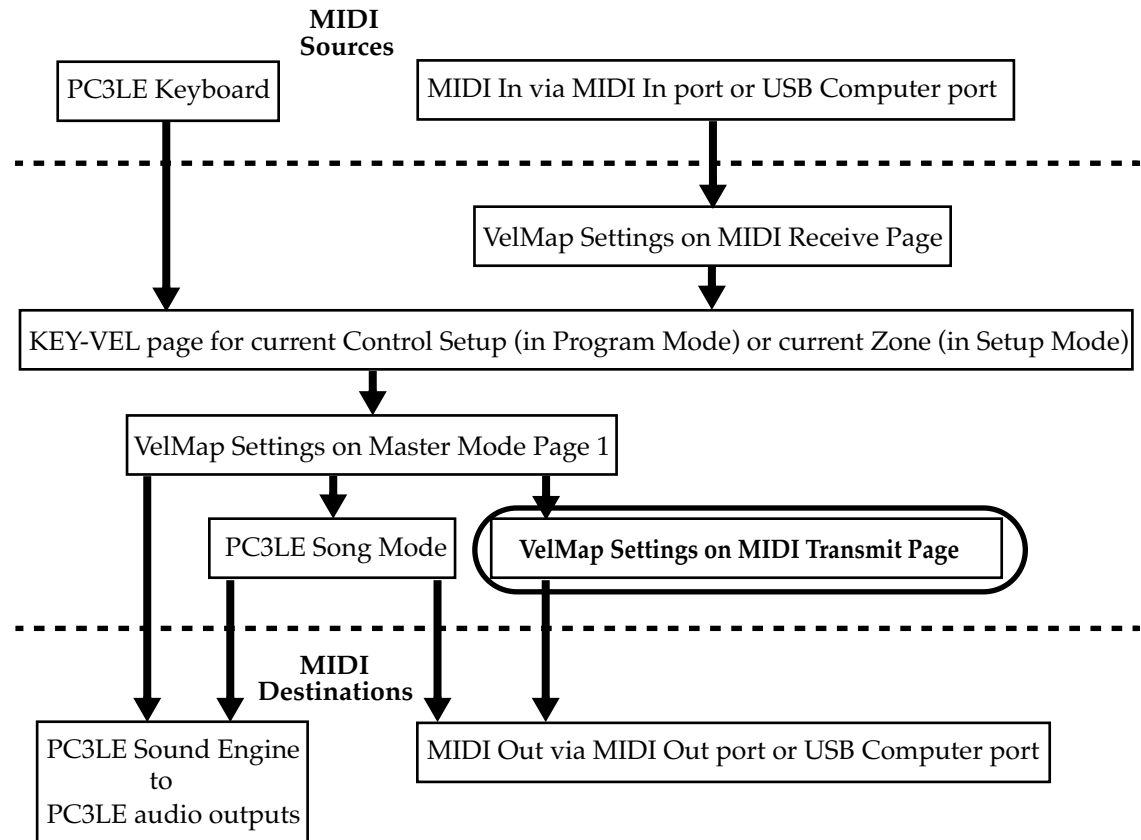 MIDI
Sources
PC3LE Keyboard
MIDI In via MIDI In port or USB Computer port
VelMap Settings on MIDI Receive Page
KEY-VEL page for current Control Setup (in Program Mode) or current Zone (in Setup Mode)
VelMap Settings on Master Mode Page 1
PC3LE Song Mode
VelMap Settings on MIDI Transmit Page
MIDI
Destinations
PC3LE Sound Engine
to
PC3LE audio outputs
MIDI Out via MIDI Out port or USB Computer port